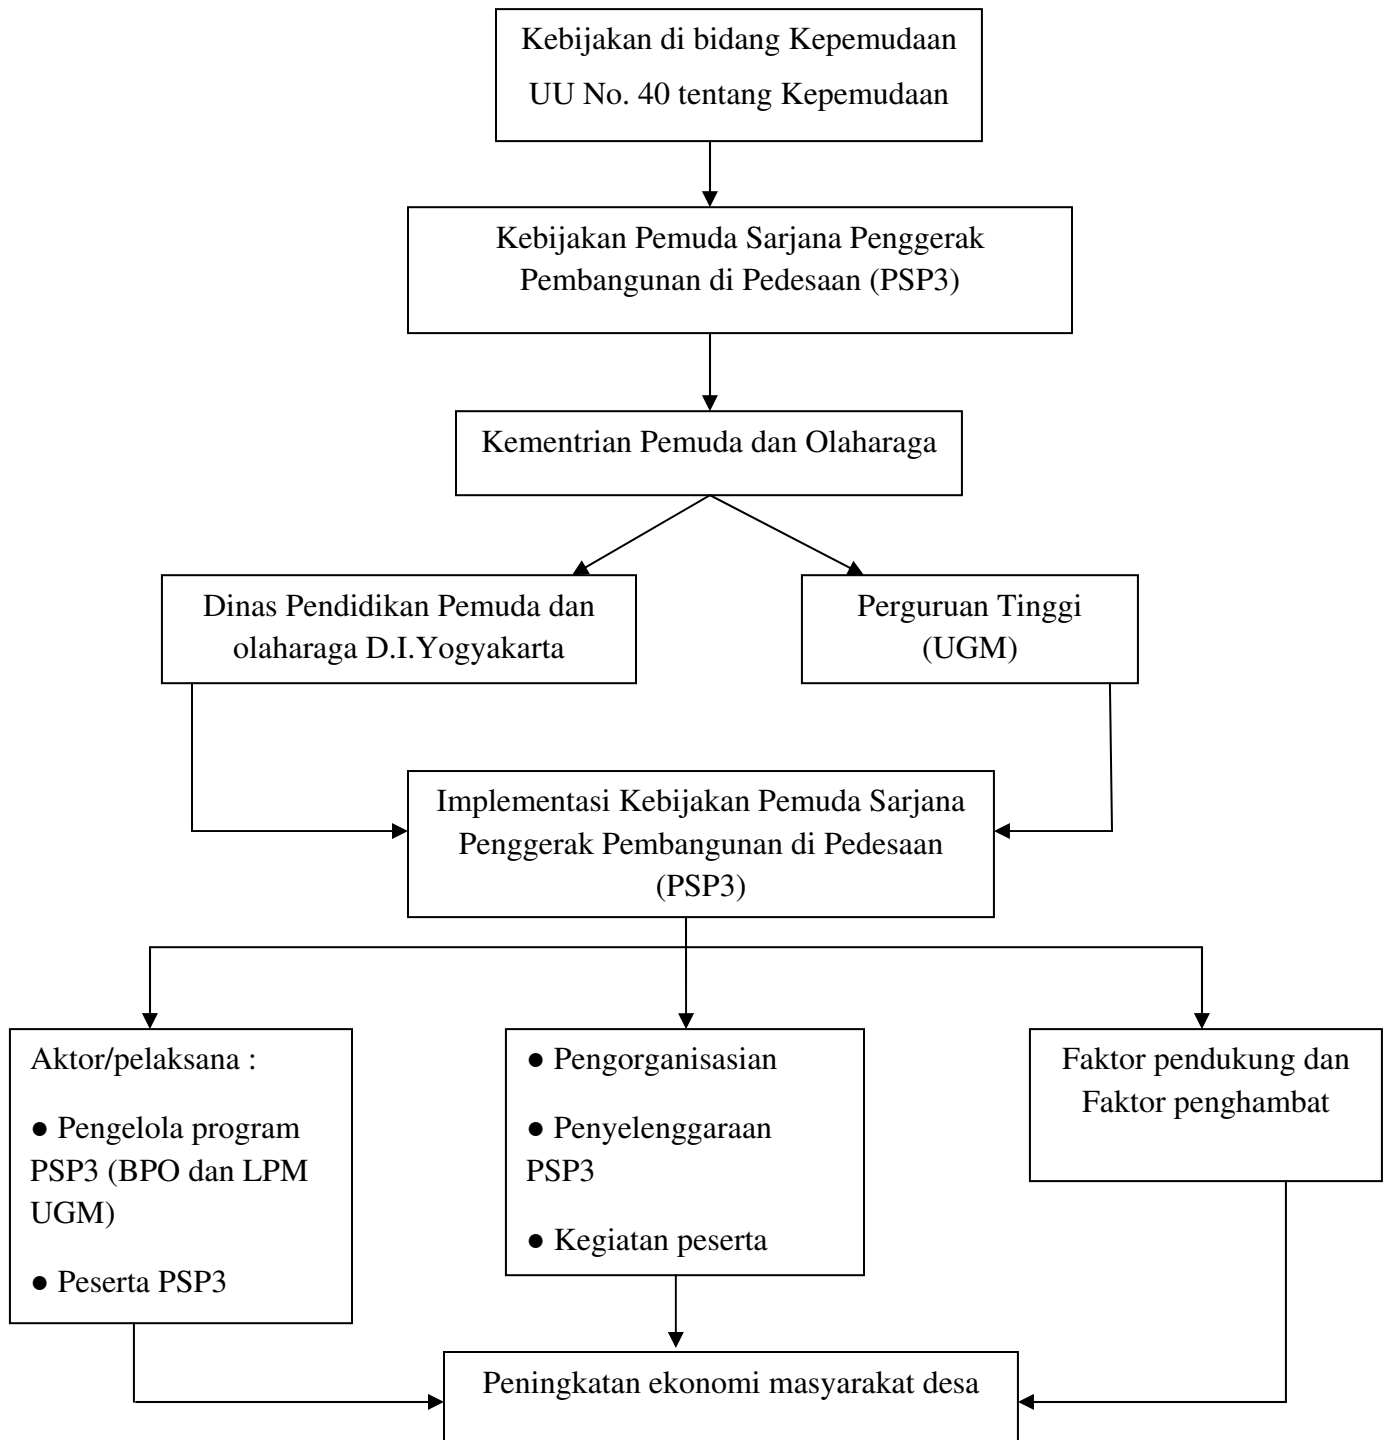 Kebijakan di bidang Kepemudaan
UU No. 40 tentang Kepemudaan
Kebijakan Pemuda Sarjana Penggerak
Pembangunan di Pedesaan (PSP3)
Kementrian Pemuda dan Olaharaga
Dinas Pendidikan Pemuda dan
olaharaga D.I.Yogyakarta
Perguruan Tinggi
(UGM)
Implementasi Kebijakan Pemuda Sarjana
Penggerak Pembangunan di Pedesaan
(PSP3)
Aktor/pelaksana :
● Pengelola program
PSP3 (BPO dan LPM
UGM)
● Peserta PSP3
● Pengorganisasian
● Penyelenggaraan
PSP3
● Kegiatan peserta
Faktor pendukung dan
Faktor penghambat
Peningkatan ekonomi masyarakat desa